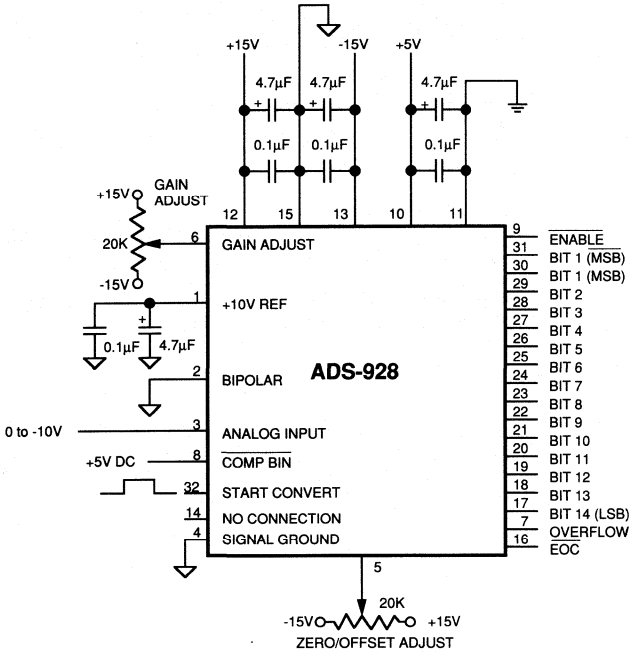 +15V -15V +5V
4.7µF 4.7µF 4.7µF
+ + +
0.1µF 0.1µF 0.1µF
12 15 13 10 11
GAIN
ADJUST
+15V
20K
-15V
6 GAIN ADJUST
1 +10V REF
+
0.1µF 4.7µF
2 BIPOLAR
ADS-928
0 to -10V 3 ANALOG INPUT
+5V DC 8 COMP BIN
32 START CONVERT
14 NO CONNECTION
4 SIGNAL GROUND
9 ENABLE
31 BIT 1 (MSB)
30 BIT 1 (MSB)
29 BIT 2
28 BIT 3
27 BIT 4
26 BIT 5
25 BIT 6
24 BIT 7
23 BIT 8
22 BIT 9
21 BIT 10
20 BIT 11
19 BIT 12
18 BIT 13
17 BIT 14 (LSB)
7 OVERFLOW
16 EOC
5
20K
-15V +15V
ZERO/OFFSET ADJUST